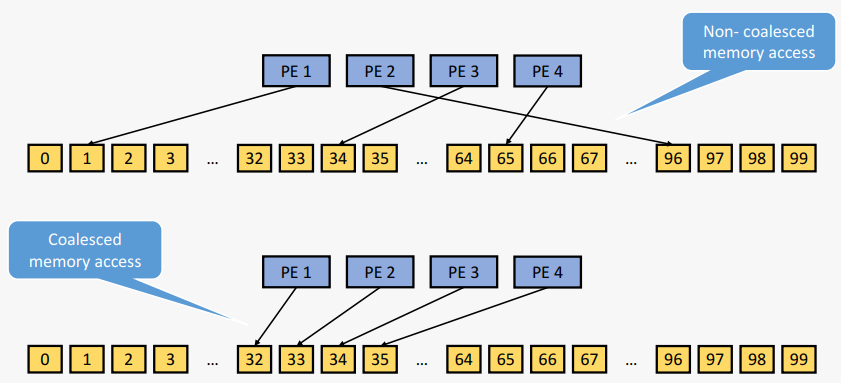 Non- coalesced
memory access
PE 1 PE 2 PE 3 PE 4
0 1 2 3 ... 32 33 34 35 ... 64 65 66 67 ... 96 97 98 99
Coalesced
memory access
PE 1 PE 2 PE 3 PE 4
0 1 2 3 ... 32 33 34 35 ... 64 65 66 67 ... 96 97 98 99